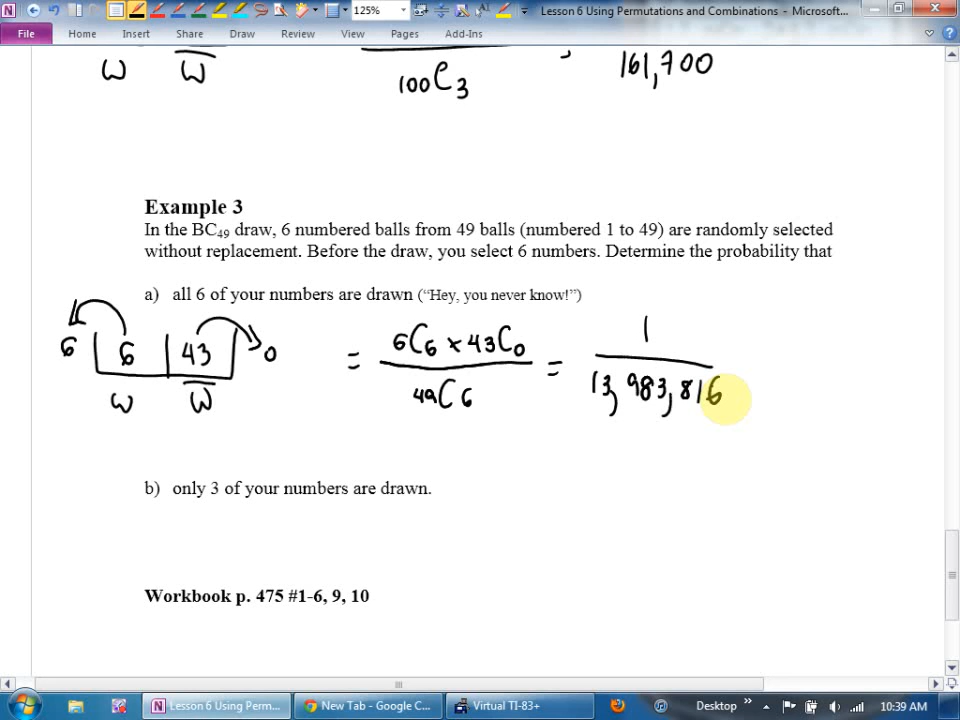 125% Lesson 6 Using Permutations and Combinations - Microsoft...
File Home Insert Share Draw Review View Pages Add-Ins
W W̅ 100C3 161,700
Example 3
In the BC49 draw, 6 numbered balls from 49 balls (numbered 1 to 49) are randomly selected
without replacement. Before the draw, you select 6 numbers. Determine the probability that
a) all 6 of your numbers are drawn ("Hey, you never know!")
6 6 43 0 = 6C6 × 43C0 = 1
W W̅ 49C6 13,983,816
b) only 3 of your numbers are drawn.
Workbook p. 475 #1-6, 9, 10
Lesson 6 Using Perm... New Tab - Google C... Virtual TI-83+ Desktop 10:39 AM